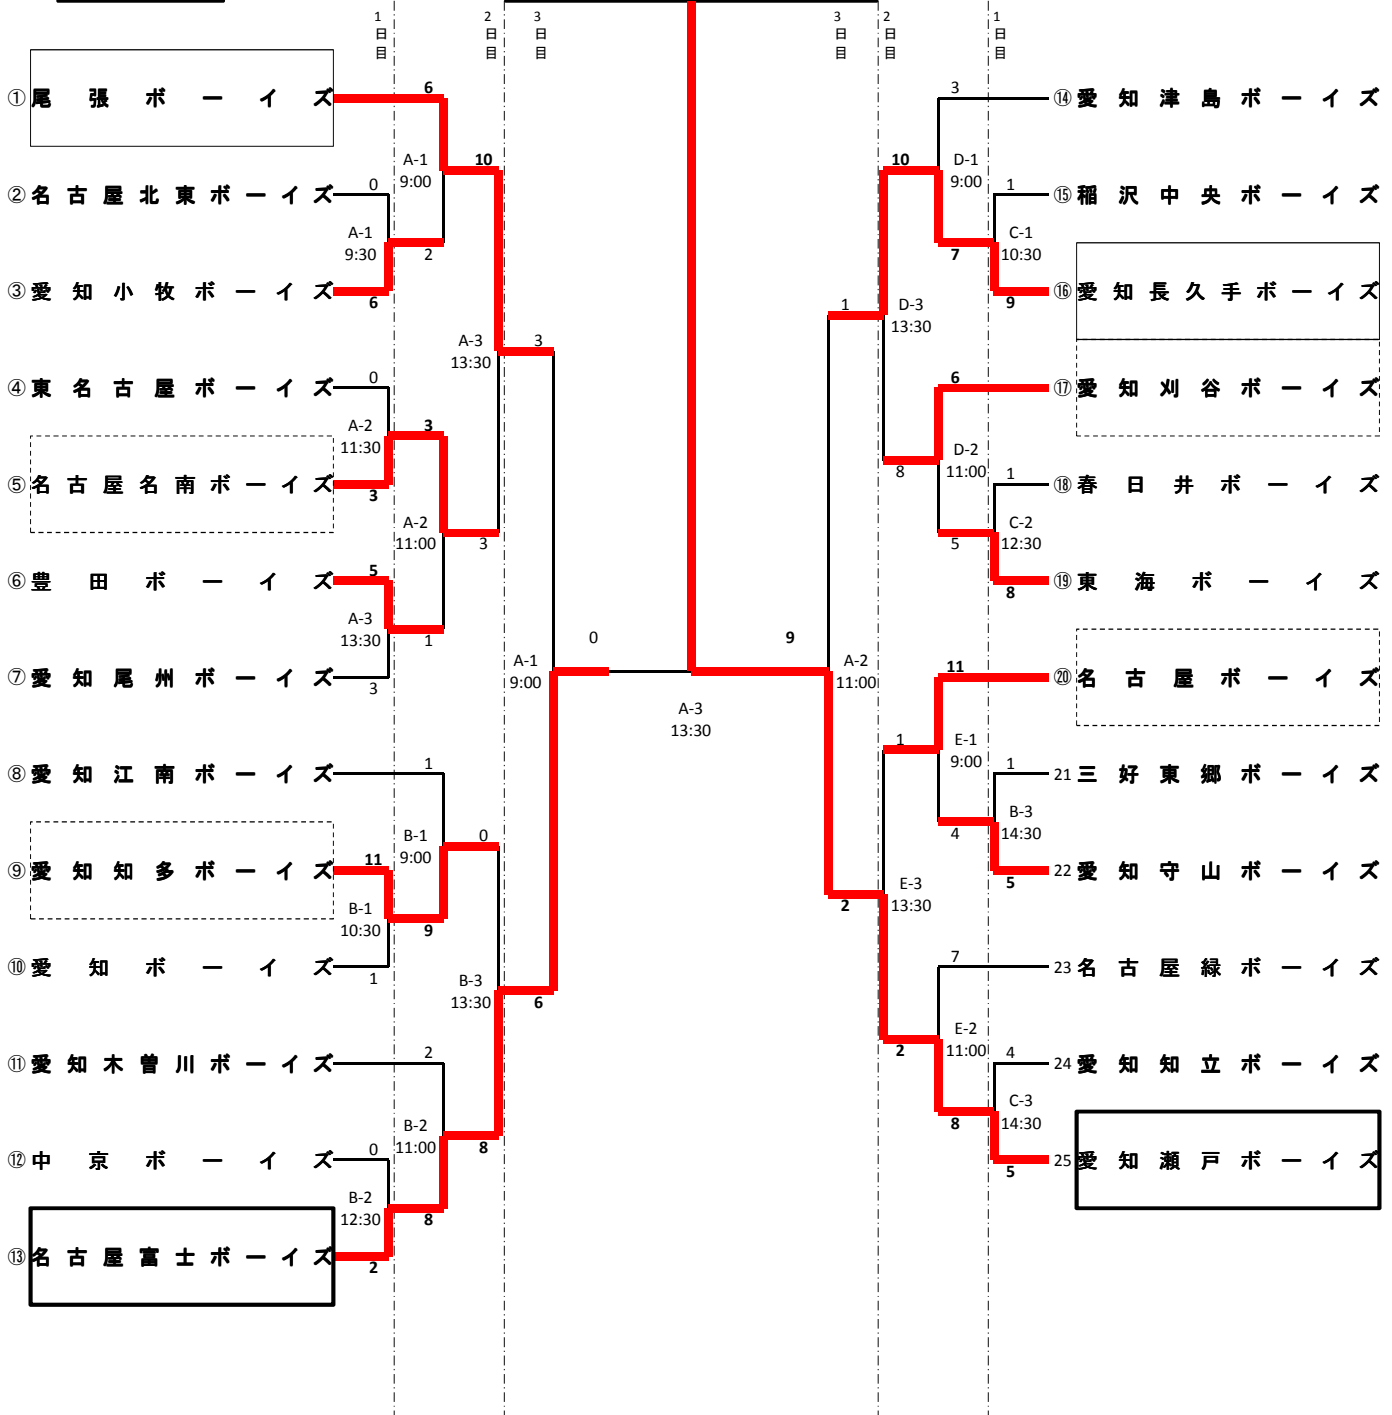 1日目
2日目
3日目
3日目
2日目
1日目
①尾張ボーイズ
6
3
⑭愛知津島ボーイズ
A-1
9:00
10
10
D-1
9:00
②名古屋北東ボーイズ
0
1
⑮稲沢中央ボーイズ
A-1
9:30
2
7
C-1
10:30
③愛知小牧ボーイズ
6
9
⑯愛知長久手ボーイズ
A-3
13:30
3
1
D-3
13:30
④東名古屋ボーイズ
0
6
⑰愛知刈谷ボーイズ
A-2
11:30
3
D-2
11:00
8
⑤名古屋名南ボーイズ
3
1
⑱春日井ボーイズ
A-2
11:00
3
5
C-2
12:30
⑥豊田ボーイズ
5
8
⑲東海ボーイズ
A-3
13:30
1
0
9
A-1
9:00
A-2
11:00
11
⑦愛知尾州ボーイズ
3
⑳名古屋ボーイズ
A-3
13:30
1
E-1
9:00
⑧愛知江南ボーイズ
1
1
21三好東郷ボーイズ
B-1
9:00
0
4
B-3
14:30
⑨愛知知多ボーイズ
11
5
22愛知守山ボーイズ
B-1
10:30
9
2
E-3
13:30
⑩愛知ボーイズ
1
7
23名古屋緑ボーイズ
B-3
13:30
6
2
E-2
11:00
⑪愛知木曽川ボーイズ
2
4
24愛知知立ボーイズ
B-2
11:00
8
8
C-3
14:30
⑫中京ボーイズ
0
5
25愛知瀬戸ボーイズ
B-2
12:30
8
⑬名古屋富士ボーイズ
2